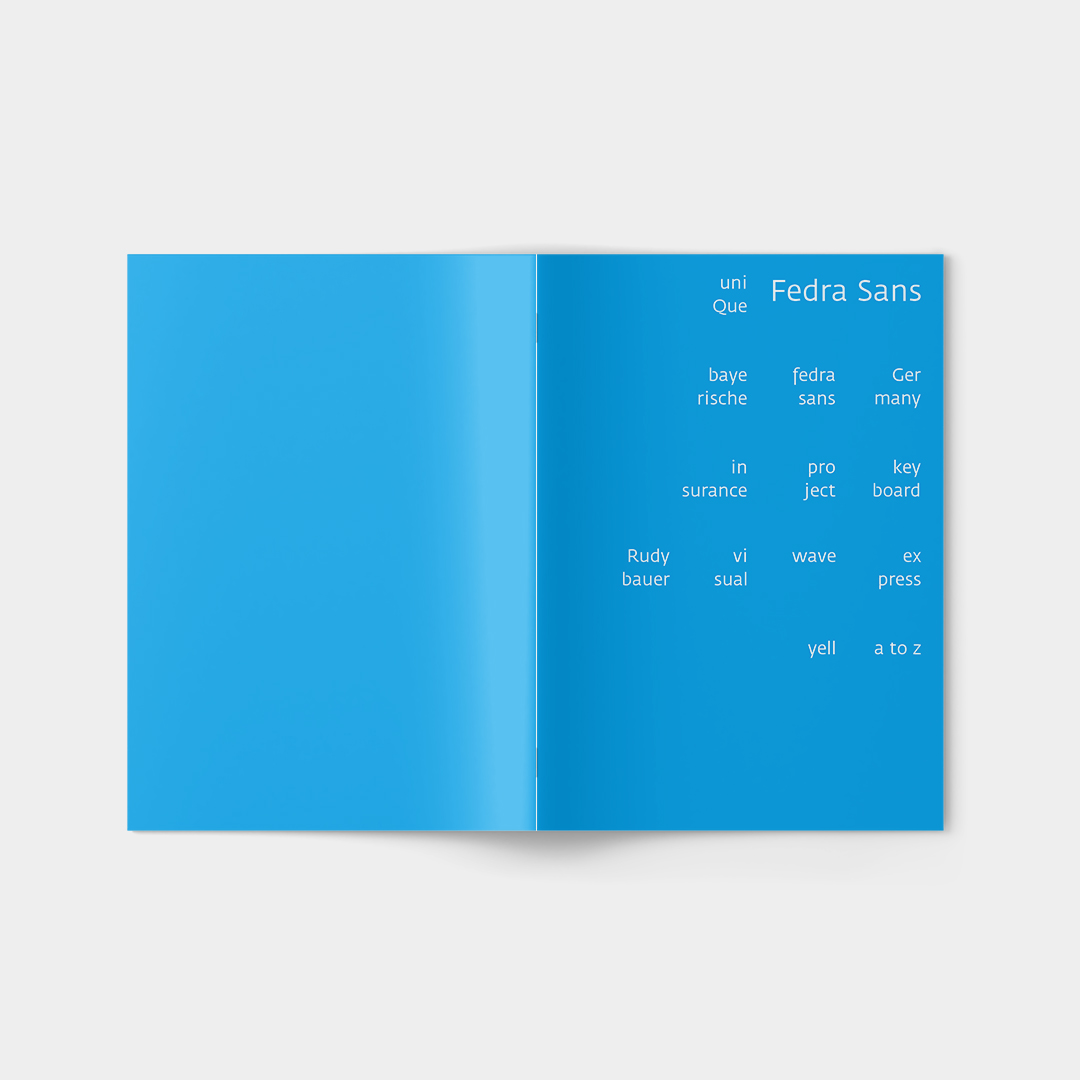 uni
Que
Fedra Sans
baye
rische
fedra
sans
Ger
many
in
surance
pro
ject
key
board
Rudy
bauer
vi
sual
wave
ex
press
yell
a to z